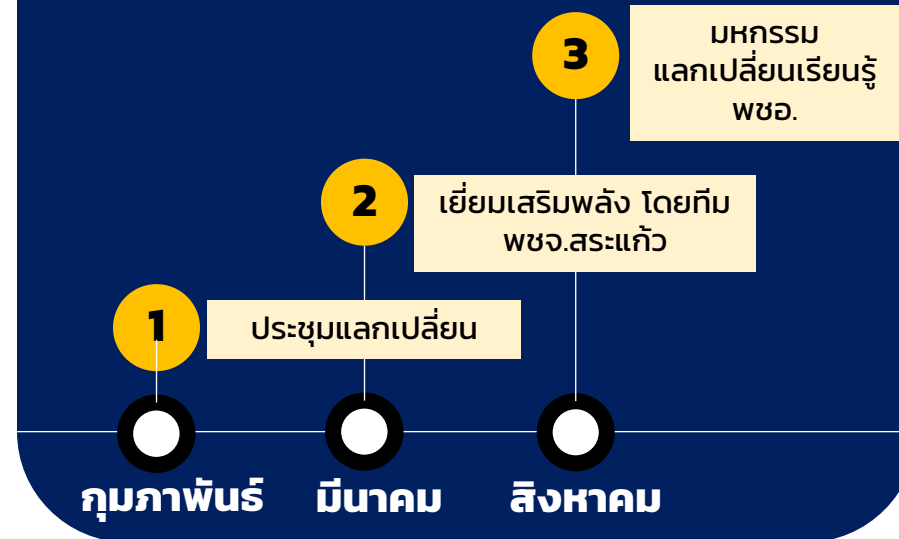 3
มหกรรม
แลกเปลี่ยนเรียนรู้
พชอ.
2
เยี่ยมเสริมพลัง โดยทีม
พชจ.สระแก้ว
1
ประชุมแลกเปลี่ยน
กุมภาพันธ์ มีนาคม สิงหาคม